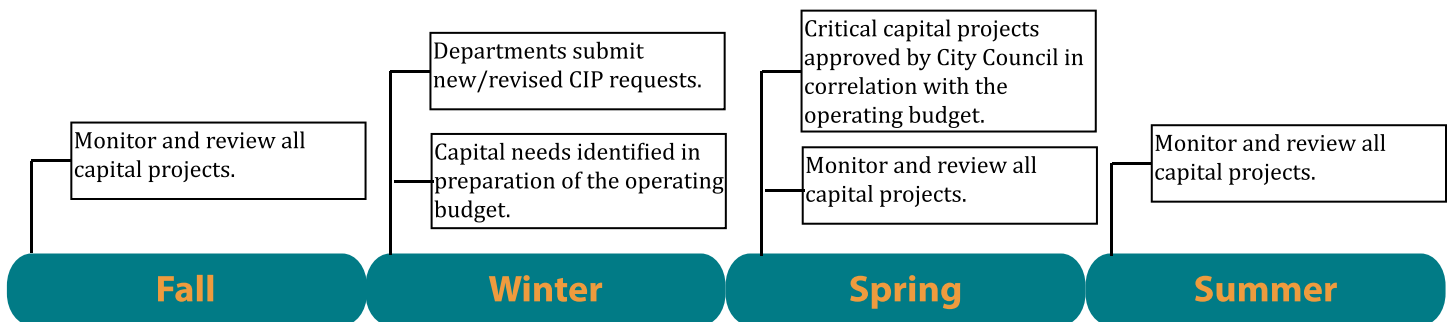 Monitor and review all
capital projects.
Fall
Departments submit
new/revised CIP requests.
Capital needs identified in
preparation of the operating
budget.
Winter
Critical capital projects
approved by City Council in
correlation with the
operating budget.
Monitor and review all
capital projects.
Spring
Monitor and review all
capital projects.
Summer